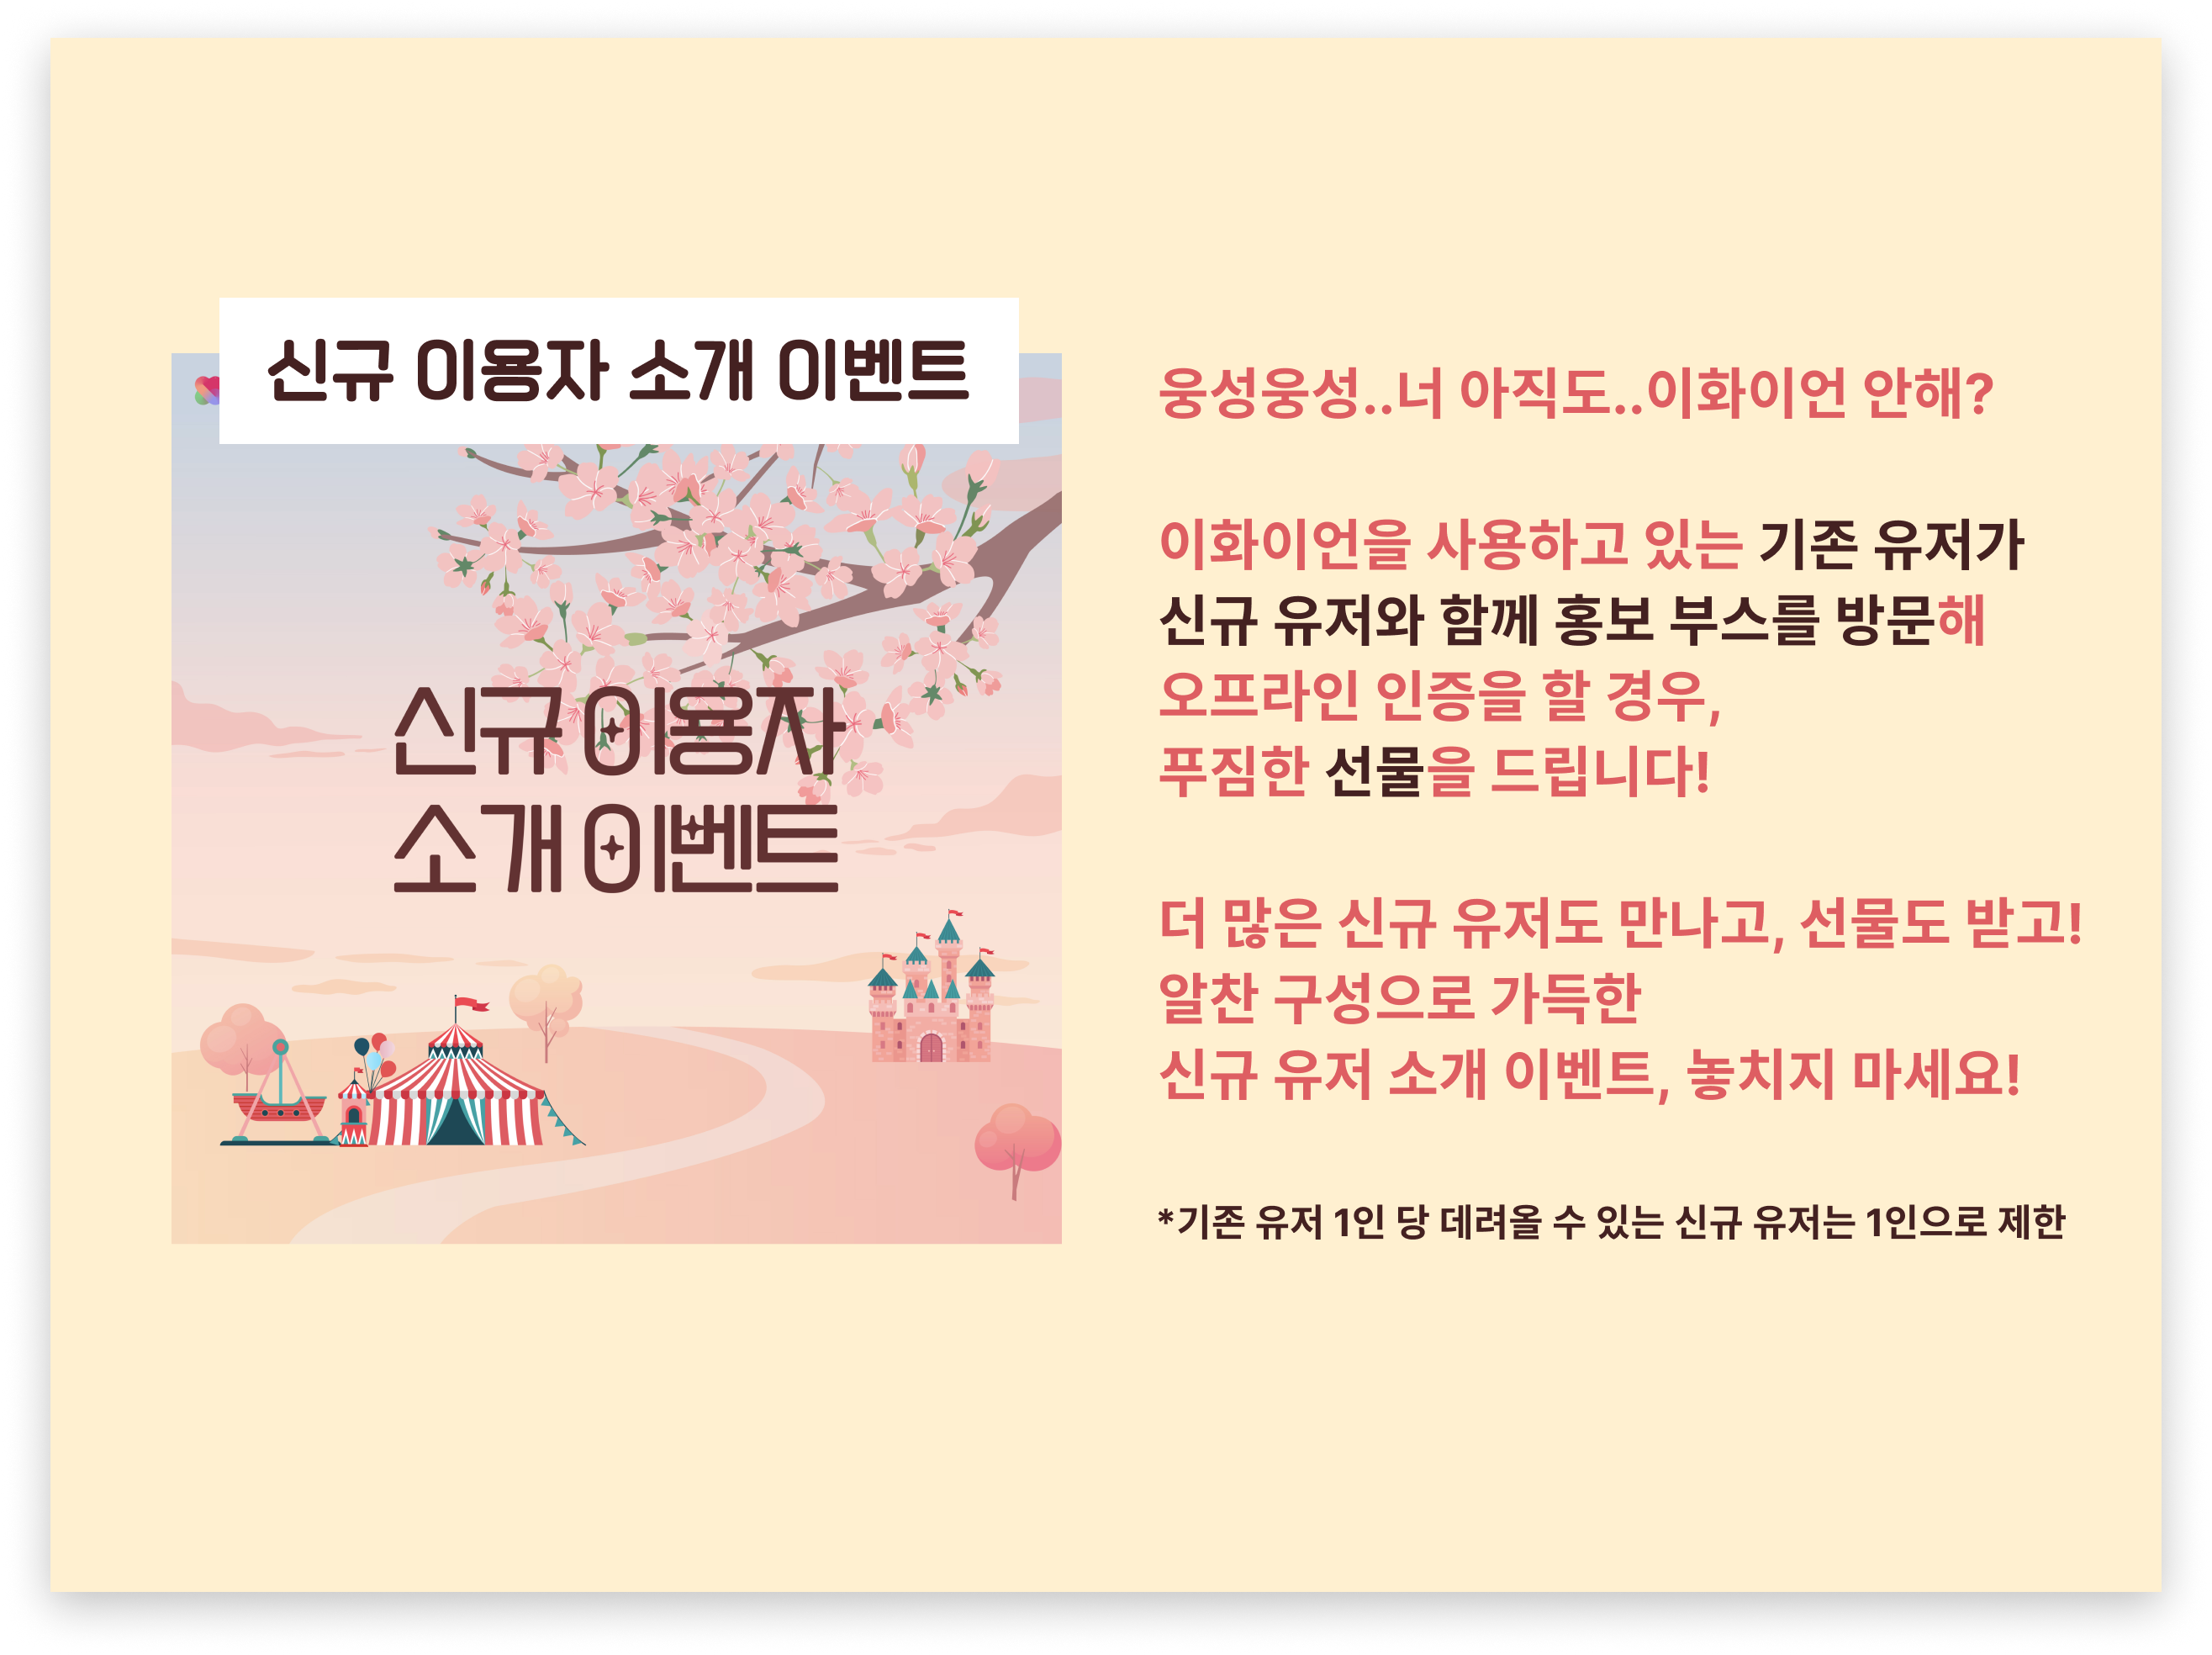 신규 이용자 소개 이벤트
신규이용자
소개 이벤트
웅성웅성..너 아직도..이화이언 안해?
이화이언을 사용하고 있는 기존 유저가
신규 유저와 함께 홍보 부스를 방문해
오프라인 인증을 할 경우,
푸짐한 선물을 드립니다!
더 많은 신규 유저도 만나고, 선물도 받고!
알찬 구성으로 가득한
신규 유저 소개 이벤트, 놓치지 마세요!
*기존 유저 1인 당 데려올 수 있는 신규 유저는 1인으로 제한